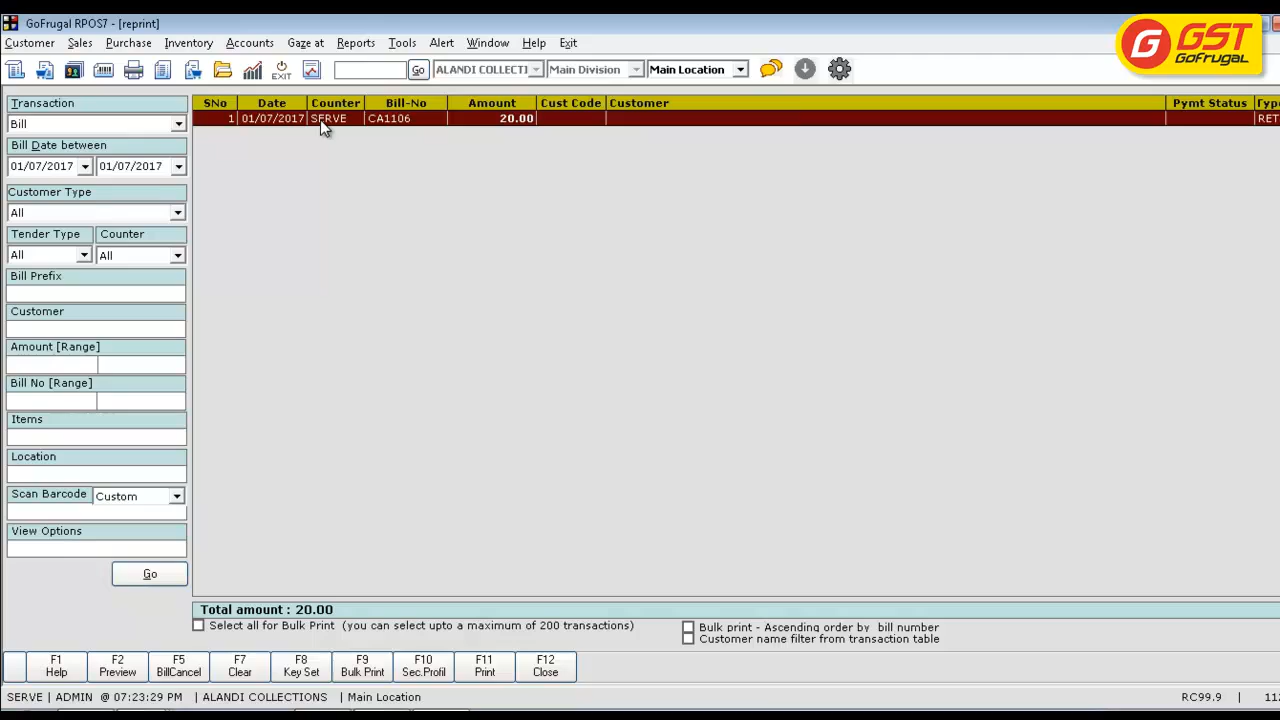 GoFrugal RPOS7 - [reprint]
Customer Sales Purchase Inventory Accounts Gaze at Reports Tools Alert Window Help Exit
GST
GOFRUGAL
EXIT Go ALANDI COLLECTI Main Division Main Location
Transaction
Bill
Bill Date between
01/07/2017 01/07/2017
Customer Type
All
Tender Type Counter
All All
Bill Prefix
Customer
Amount [Range]
Bill No [Range]
Items
Location
Scan Barcode Custom
View Options
Go
SNo Date Counter Bill-No Amount Cust Code Customer Pymt Status Type
1 01/07/2017 SERVE CA1106 20.00 RET
Total amount : 20.00
Select all for Bulk Print (you can select upto a maximum of 200 transactions)
Bulk print - Ascending order by bill number
Customer name filter from transaction table
F1 F2 F5 F7 F8 F9 F10 F11 F12
Help Preview BillCancel Clear Key Set Bulk Print Sec.Profil Print Close
SERVE | ADMIN @ 07:23:29 PM | ALANDI COLLECTIONS | Main Location RC99.9 |